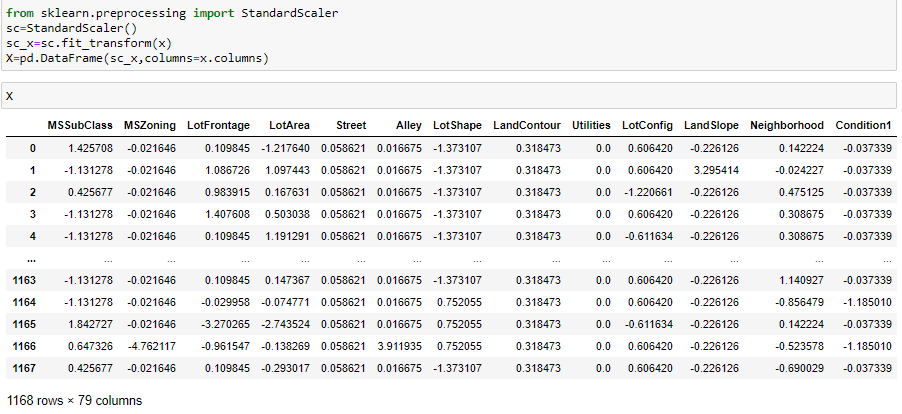 from sklearn.preprocessing import StandardScaler
sc=StandardScaler()
sc_x=sc.fit_transform(x)
X=pd.DataFrame(sc_x,columns=x.columns)
X
MSSubClass MSZoning LotFrontage LotArea Street Alley LotShape LandContour Utilities LotConfig LandSlope Neighborhood Condition1
0 1.425708 -0.021646 0.109845 -1.217640 0.058621 0.016675 -1.373107 0.318473 0.0 0.606420 -0.226126 0.142224 -0.037339
1 -1.131278 -0.021646 1.086726 1.097443 0.058621 0.016675 -1.373107 0.318473 0.0 0.606420 3.295414 -0.024227 -0.037339
2 0.425677 -0.021646 0.983915 0.167631 0.058621 0.016675 -1.373107 0.318473 0.0 -1.220661 -0.226126 0.475125 -0.037339
3 -1.131278 -0.021646 1.407608 0.503038 0.058621 0.016675 -1.373107 0.318473 0.0 0.606420 -0.226126 0.308675 -0.037339
4 -1.131278 -0.021646 0.109845 1.191291 0.058621 0.016675 -1.373107 0.318473 0.0 -0.611634 -0.226126 0.308675 -0.037339
... ... ... ... ... ... ... ... ... ... ... ... ... ...
1163 -1.131278 -0.021646 0.109845 0.147367 0.058621 0.016675 -1.373107 0.318473 0.0 0.606420 -0.226126 1.140927 -0.037339
1164 -1.131278 -0.021646 -0.029958 -0.074771 0.058621 0.016675 0.752055 0.318473 0.0 0.606420 -0.226126 -0.856479 -1.185010
1165 1.842727 -0.021646 -3.270265 -2.743524 0.058621 0.016675 0.752055 0.318473 0.0 -0.611634 -0.226126 0.142224 -0.037339
1166 0.647326 -4.762117 -0.961547 -0.138269 0.058621 3.911935 0.752055 0.318473 0.0 0.606420 -0.226126 -0.523578 -1.185010
1167 0.425677 -0.021646 0.109845 -0.293017 0.058621 0.016675 -1.373107 0.318473 0.0 0.606420 -0.226126 -0.690029 -0.037339
1168 rows × 79 columns